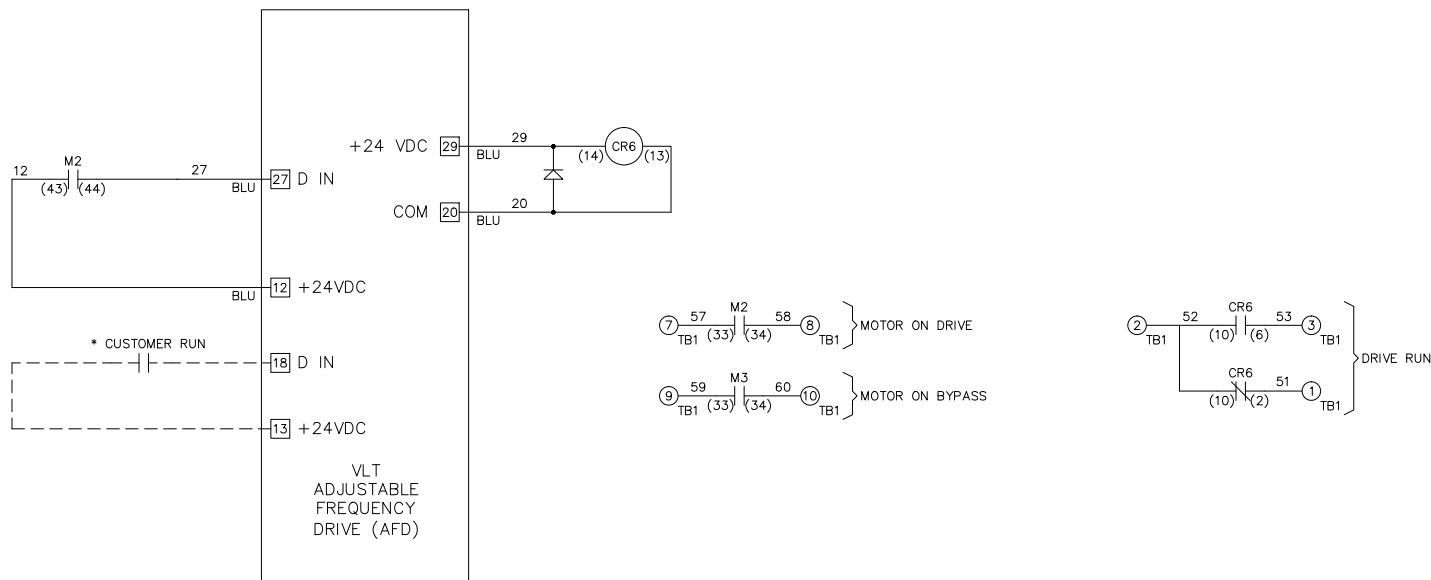 +24 VDC 29 29 BLU (14) CR6 (13)
12 M2 (43) (44) 27 BLU 27 D IN
COM 20 20 BLU
BLU 12 +24VDC
* CUSTOMER RUN
18 D IN
13 +24VDC
VLT
ADJUSTABLE
FREQUENCY
DRIVE (AFD)
7 TB1 57 M2 (33) (34) 58 8 TB1 MOTOR ON DRIVE
9 TB1 59 M3 (33) (34) 60 10 TB1 MOTOR ON BYPASS
2 TB1 52 CR6 (10) (6) 53 3 TB1
DRIVE RUN
CR6 (10) (2) 51 1 TB1